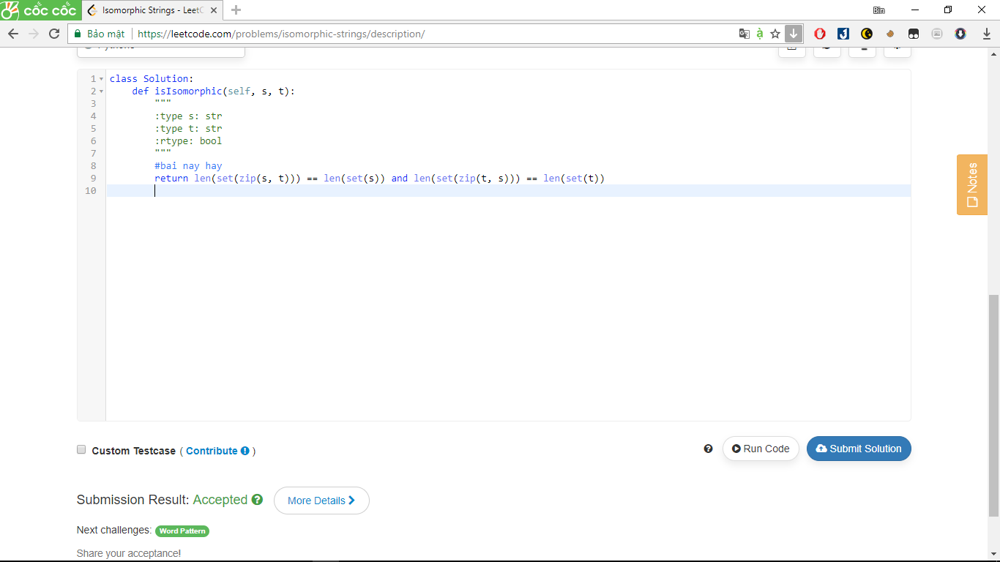 cốc cốc
Isomorphic Strings - LeetC
Bin
Bảo mật
https://leetcode.com/problems/isomorphic-strings/description/
1 class Solution:
2 def isIsomorphic(self, s, t):
3 """
4 :type s: str
5 :type t: str
6 :rtype: bool
7 """
8 #bai nay hay
9 return len(set(zip(s, t))) == len(set(s)) and len(set(zip(t, s))) == len(set(t))
10
Notes
Custom Testcase ( Contribute )
Run Code
Submit Solution
Submission Result: Accepted
More Details
Next challenges: Word Pattern
Share your acceptance!